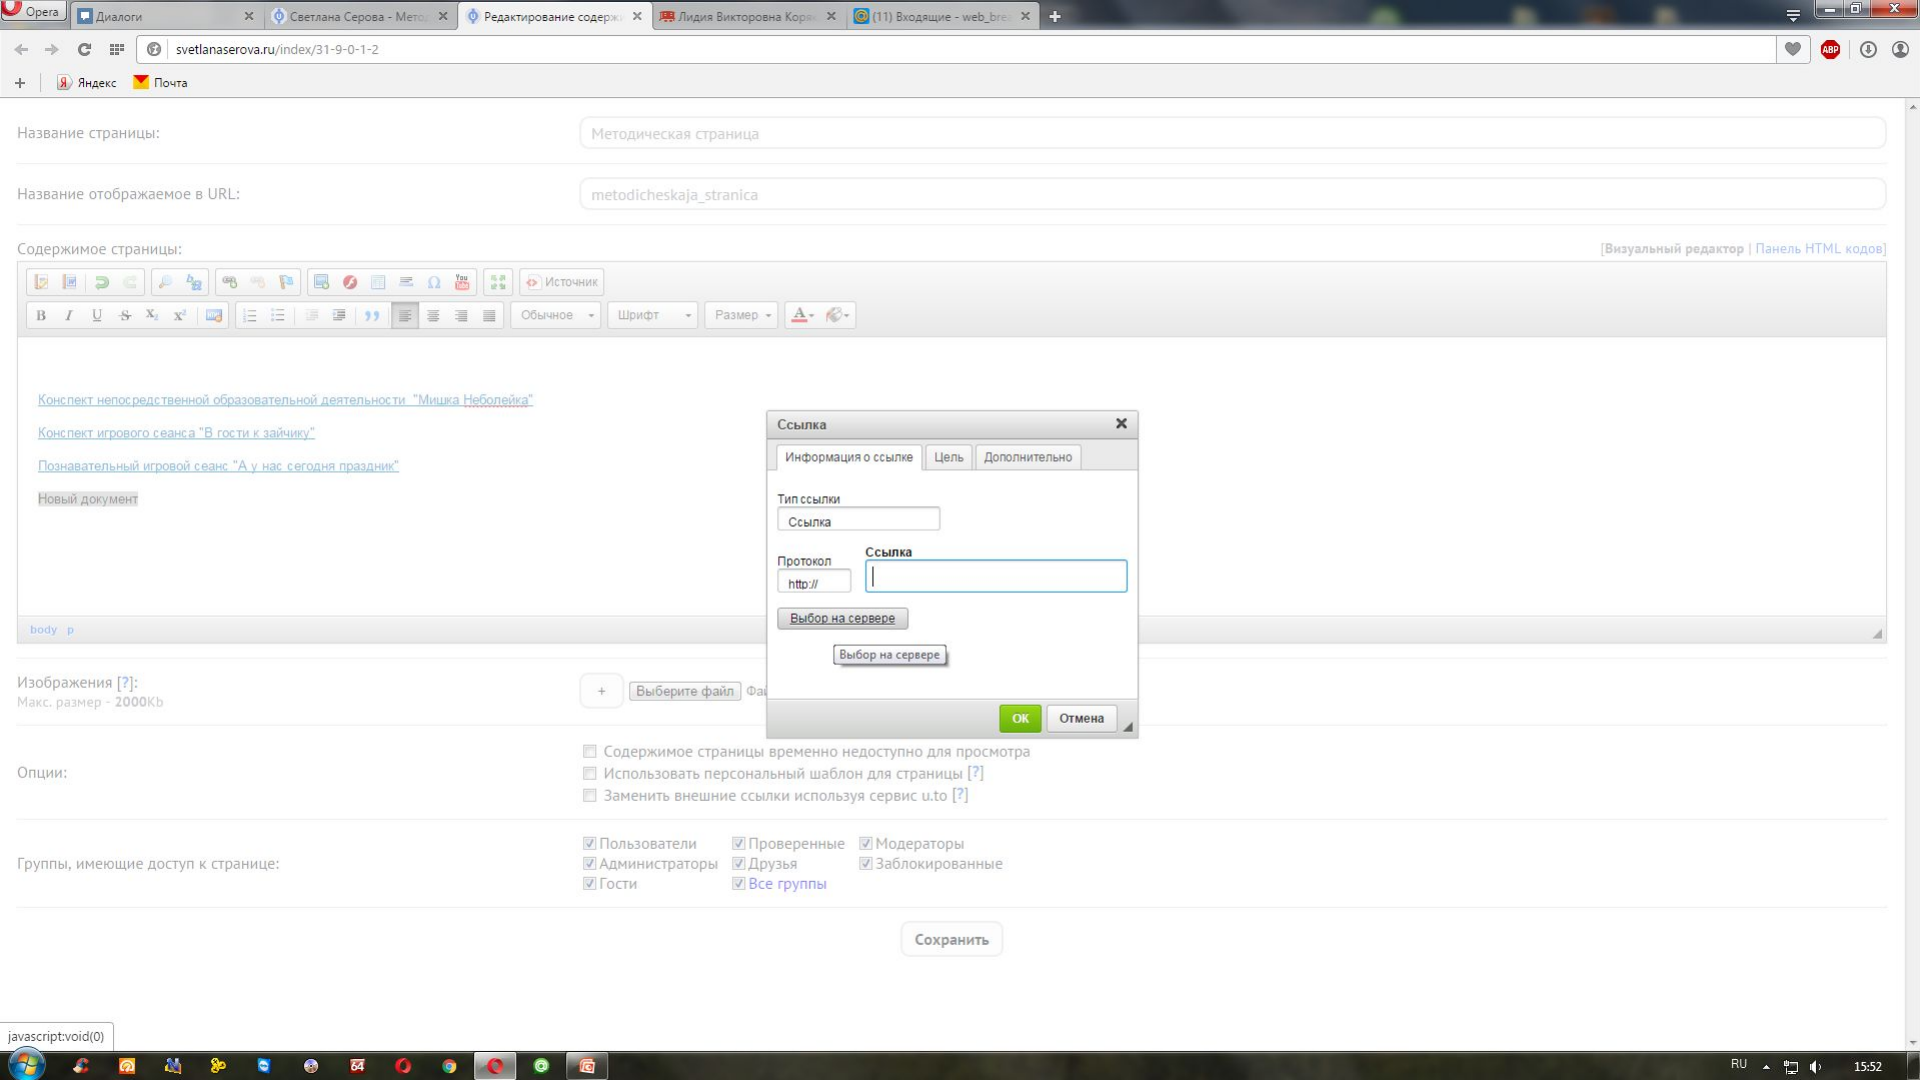 Opera
Диалоги
Светлана Серова - Метод
Редактирование содерж
Лидия Викторовна Коря
(11) Входящие - web_bre
svetlanaserova.ru/index/31-9-0-1-2
ABP
Яндекс
Почта
Название страницы:
Методическая страница
Название отображаемое в URL:
metodicheskaja_stranica
Содержимое страницы:
[Визуальный редактор | Панель HTML кодов]
Источник
Обычное
Шрифт
Размер
Конспект непосредственной образовательной деятельности "Мишка Неболейка"
Конспект игрового сеанса "В гости к зайчику"
Познавательный игровой сеанс "А у нас сегодня праздник"
Новый документ
body p
Ссылка
Информация о ссылке
Цель
Дополнительно
Тип ссылки
Ссылка
Протокол
Ссылка
http://
Выбор на сервере
Выбор на сервере
ОК
Отмена
Изображения [?]:
Макс. размер - 2000Kb
+
Выберите файл
Фай
Опции:
Содержимое страницы временно недоступно для просмотра
Использовать персональный шаблон для страницы [?]
Заменить внешние ссылки используя сервис u.to [?]
Группы, имеющие доступ к странице:
Пользователи Проверенные Модераторы
Администраторы Друзья Заблокированные
Гости Все группы
Сохранить
javascript:void(0)
64
RU
15:52